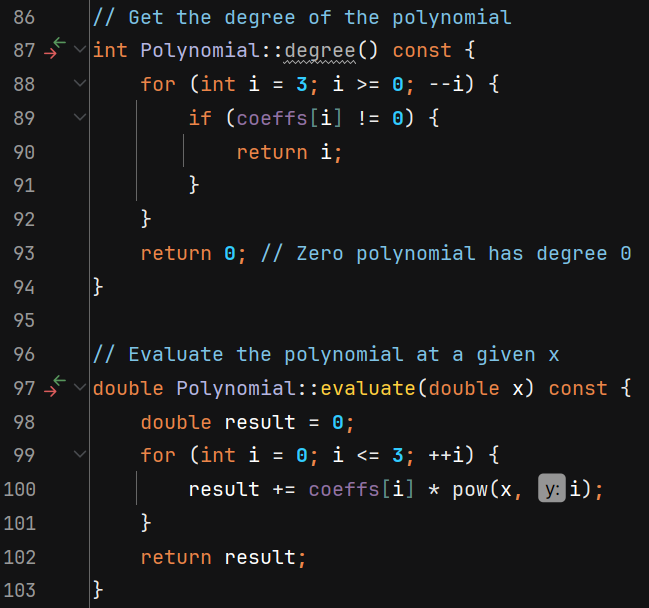 86 // Get the degree of the polynomial
87 int Polynomial::degree() const {
88     for (int i = 3; i >= 0; --i) {
89         if (coeffs[i] != 0) {
90             return i;
91         }
92     }
93     return 0; // Zero polynomial has degree 0
94 }
95
96 // Evaluate the polynomial at a given x
97 double Polynomial::evaluate(double x) const {
98     double result = 0;
99     for (int i = 0; i <= 3; ++i) {
100         result += coeffs[i] * pow(x, y: i);
101     }
102     return result;
103 }